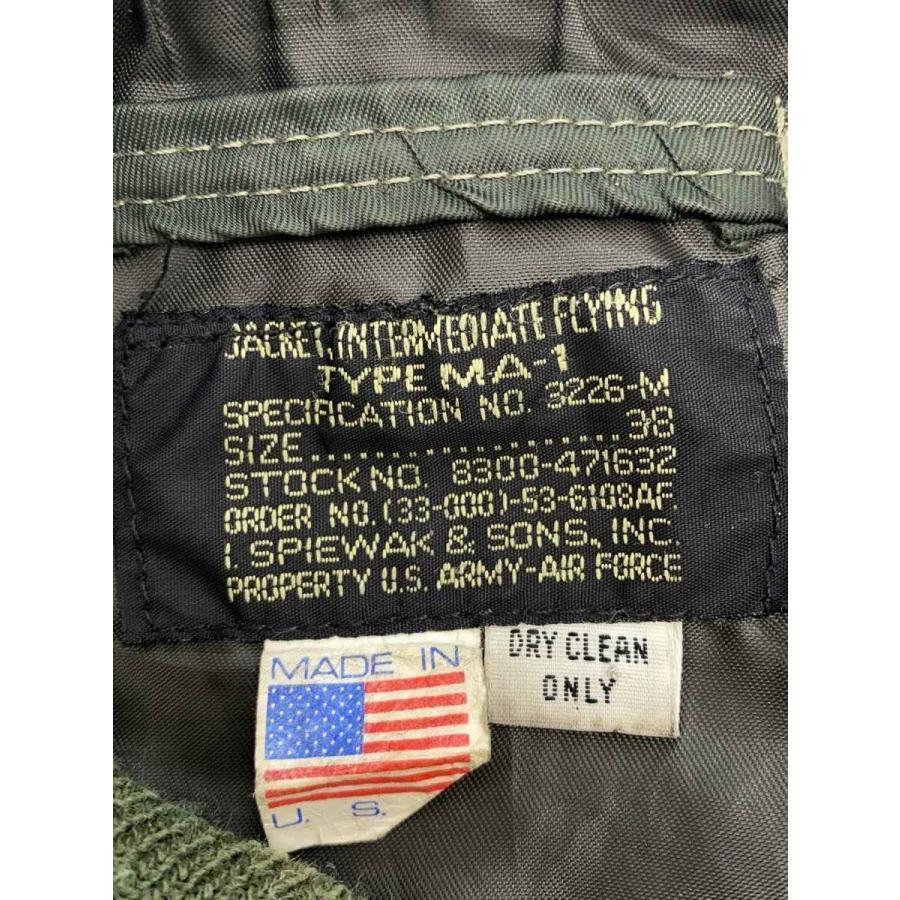 JACKET, INTERMEDIATE FLYING
TYPE MA-1
SPECIFICATION NO. 3226-M
SIZE ........................ 38
STOCK NO. 8300-471632
ORDER NO. (33-000)-53-6108AF
I. SPIEWAK & SONS, INC.
PROPERTY U.S. ARMY-AIR FORCE
MADE IN
U. S.
DRY CLEAN
ONLY